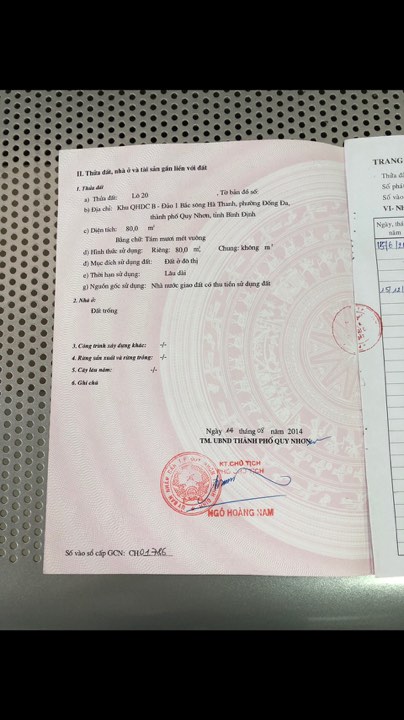 II. Thửa đất, nhà ở và tài sản gắn liền với đất
1. Thửa đất
a) Thửa đất: Lô 20 , Tờ bản đồ số:
b) Địa chỉ: Khu QHDC B - Đảo 1 Bắc sông Hà Thanh, phường Đống Đa,
thành phố Quy Nhơn, tỉnh Bình Định
c) Diện tích: 80,0 m²
Bằng chữ: Tám mươi mét vuông
d) Hình thức sử dụng: Riêng: 80,0 m², Chung: không m²
đ) Mục đích sử dụng đất: Đất ở đô thị
e) Thời hạn sử dụng: Lâu dài
g) Nguồn gốc sử dụng: Nhà nước giao đất có thu tiền sử dụng đất
2. Nhà ở:
Đất trống
3. Công trình xây dựng khác: -/-
4. Rừng sản xuất và rừng trồng: -/-
5. Cây lâu năm: -/-
6. Ghi chú
Ngày 14 tháng 08 năm 2014
TM. UBND THÀNH PHỐ QUY NHƠN
KT.CHỦ TỊCH
PHÓ CHỦ TỊCH
NGÔ HOÀNG NAM
Số vào sổ cấp GCN: CH01786
TRANG
Thửa đấ
Số phát
Số vào
VI- NH
Ngày, thá
năm